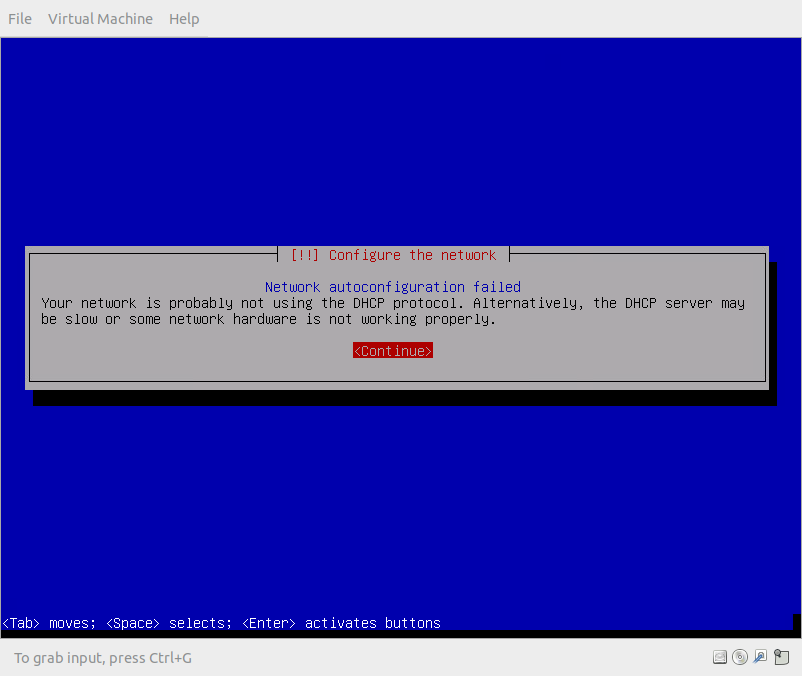 File Virtual Machine Help
[!!] Configure the network
Network autoconfiguration failed
Your network is probably not using the DHCP protocol. Alternatively, the DHCP server may
be slow or some network hardware is not working properly.
<Continue>
<Tab> moves; <Space> selects; <Enter> activates buttons
To grab input, press Ctrl+G